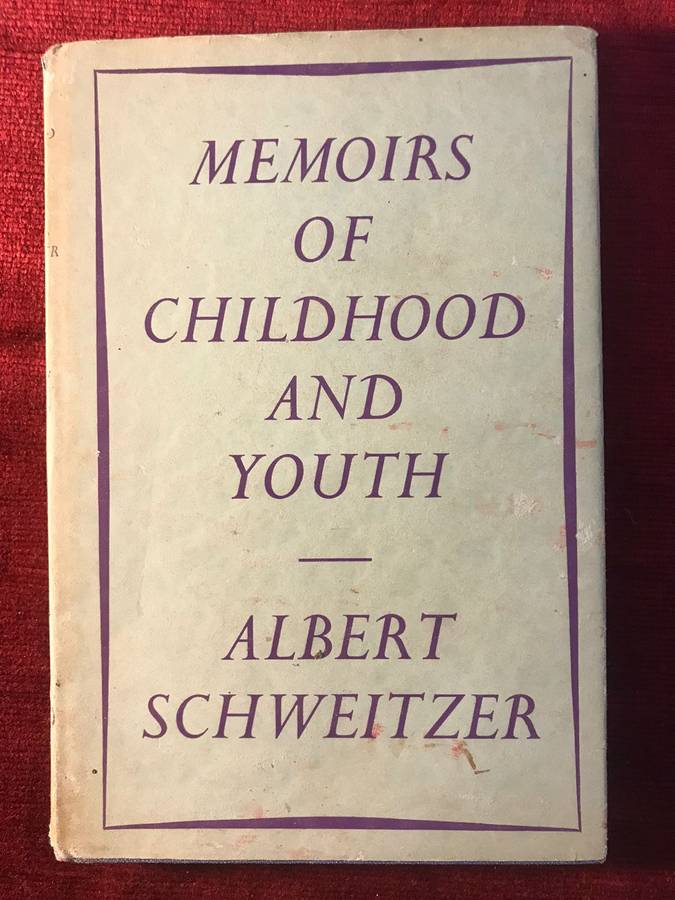 MEMOIRS
OF
CHILDHOOD
AND
YOUTH
ALBERT
SCHWEITZER